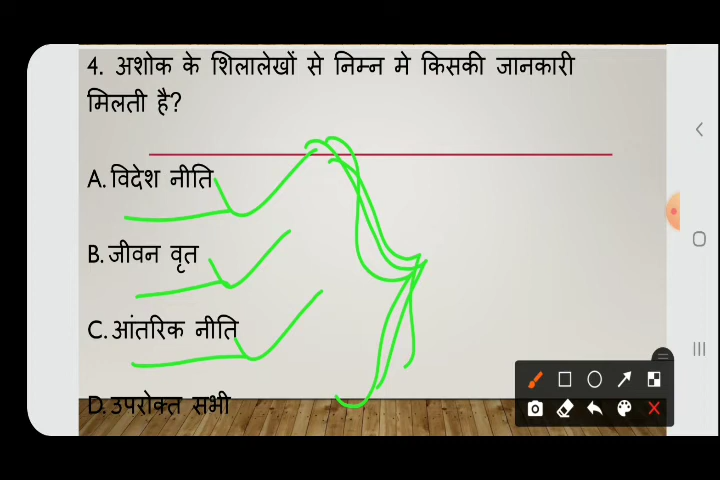 4. अशोक के शिलालेखों से निम्न मे किसकी जानकारी
मिलती है?
A. विदेश नीति
B. जीवन वृत
C. आंतरिक नीति
D. उपरोक्त सभी